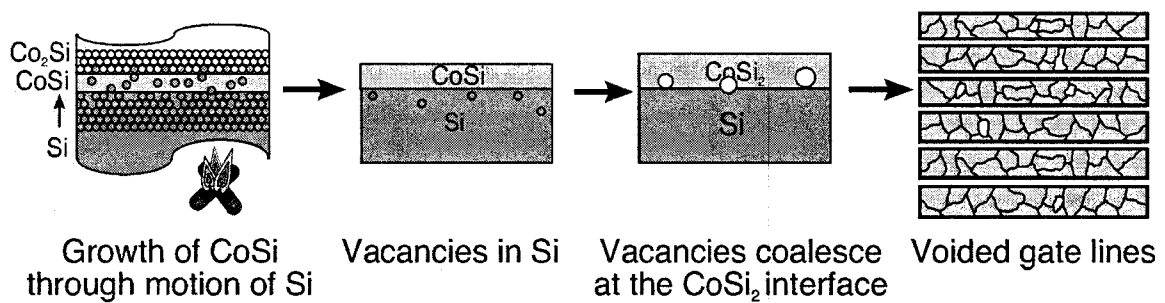 Co₂Si
CoSi
Si
CoSi
Si
CoSi₂
Si
Growth of CoSi
through motion of Si
Vacancies in Si
Vacancies coalesce
at the CoSi₂ interface
Voided gate lines